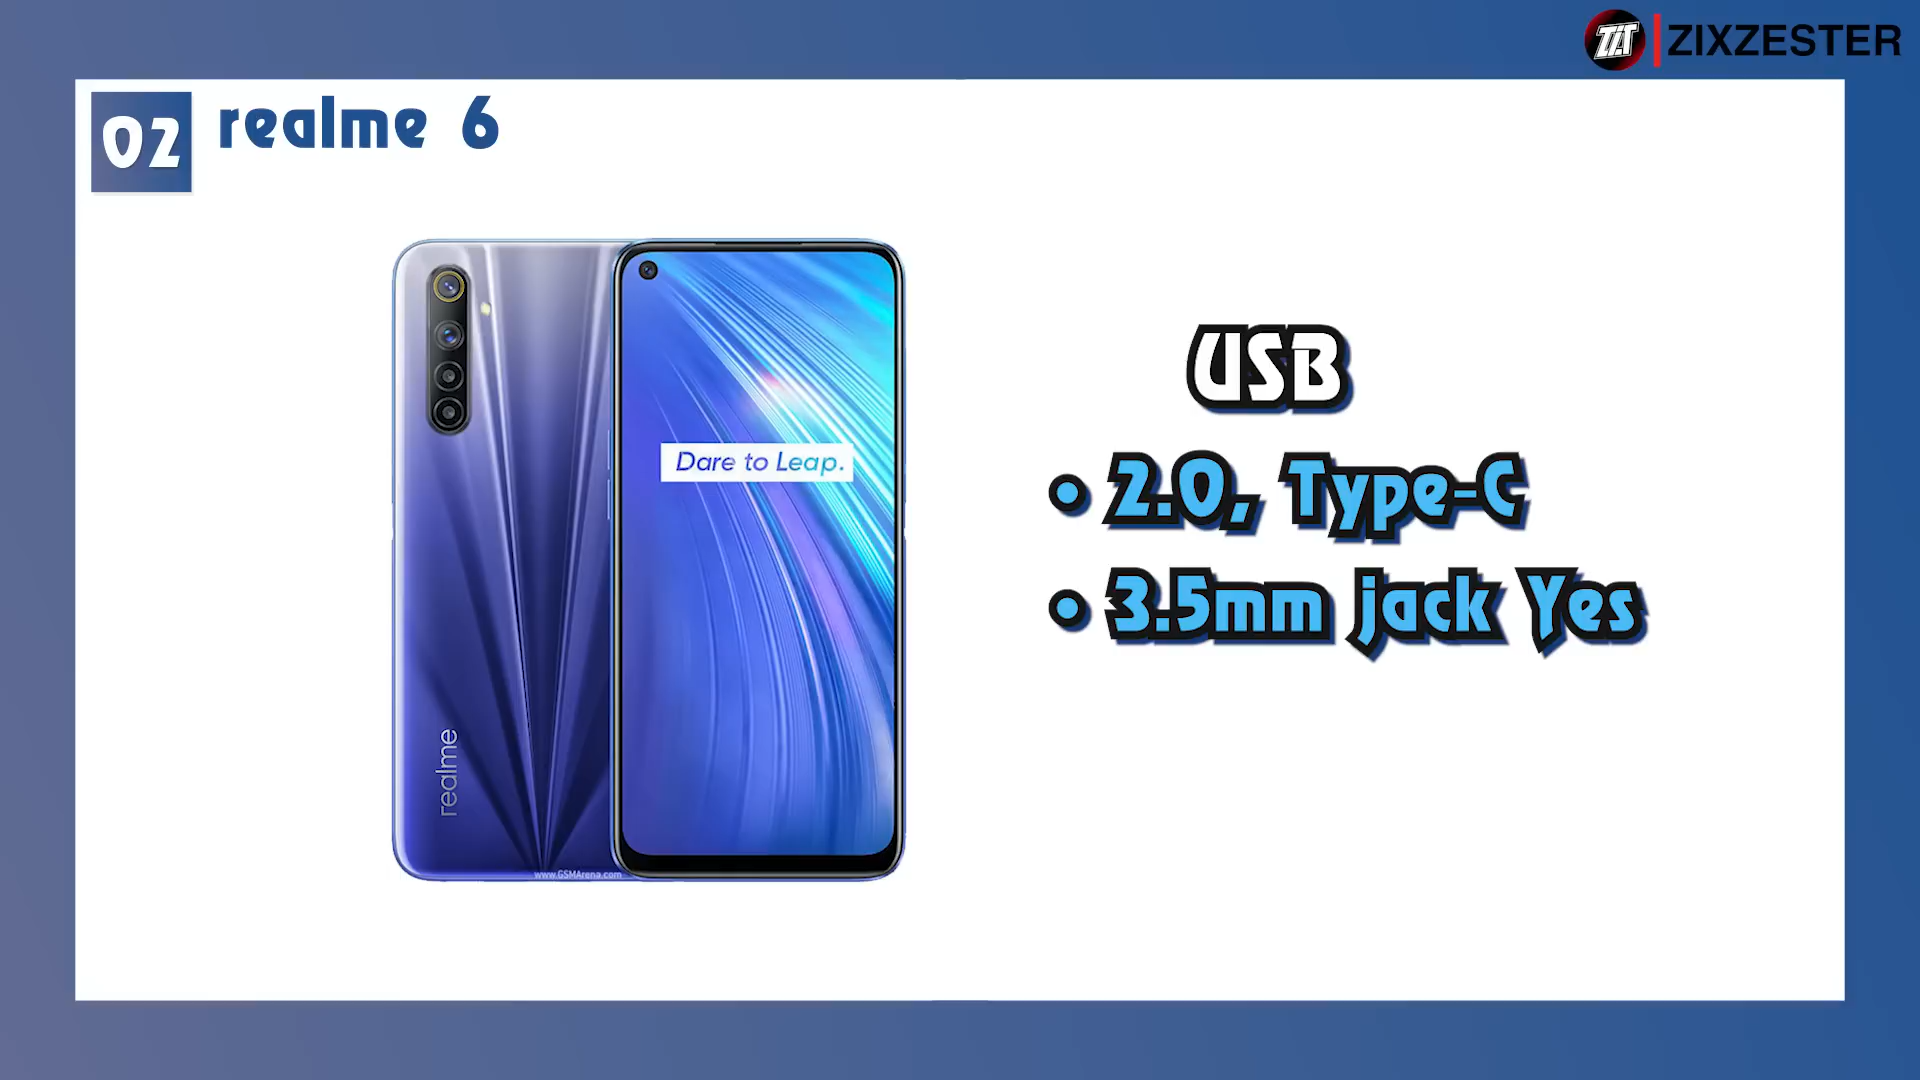 ZLT ZIXZESTER
02 realme 6
Dare to Leap.
realme
www.GSMArena.com
USB
• 2.0, Type-C
• 3.5mm jack Yes